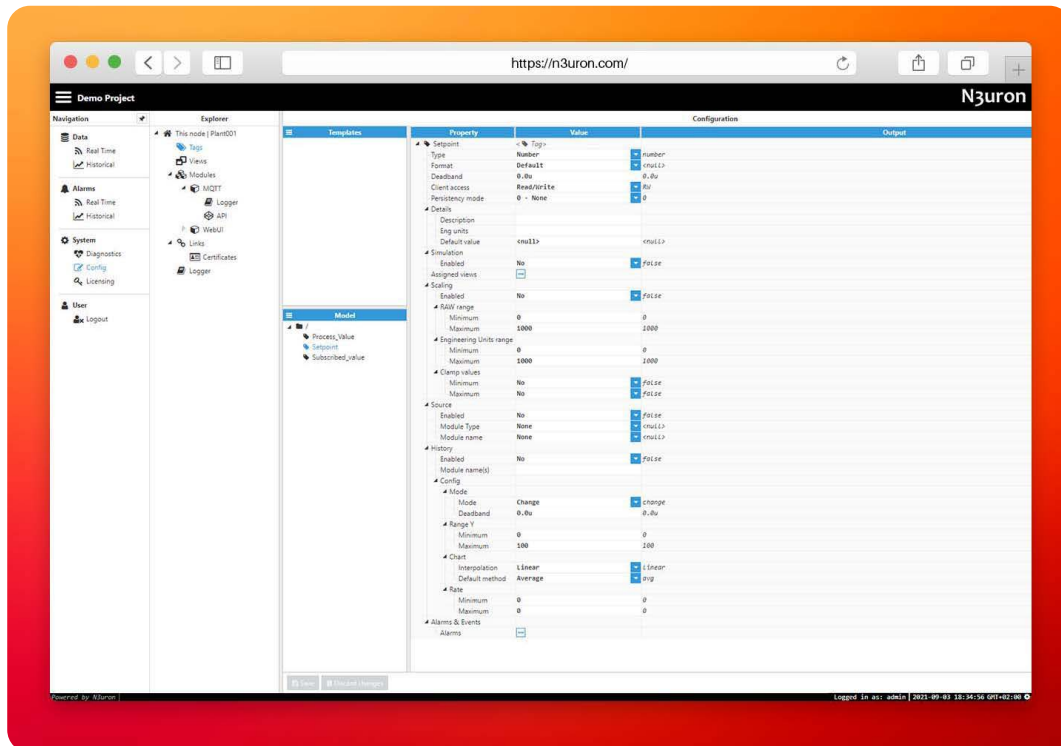 https://n3uron.com/
Demo Project
N3uron
Navigation
Explorer
Configuration
Data
Real Time
Historical
Alarms
Real Time
Historical
System
Diagnostics
Config
Licensing
User
Logout
This node | Plant001
Tags
Views
Modules
MQTT
Logger
API
WebUI
Links
Certificates
Logger
Templates
Model
/
Process_Value
Setpoint
Subscribed_value
Property Value Output
Setpoint <Tag>
Type Number number
Format Default <null>
Deadband 0.0u 0.0u
Client access Read/Write RW
Persistency mode 0 - None 0
Details
Description
Eng units
Default value <null> <null>
Simulation
Enabled No false
Assigned views
Scaling
Enabled No false
RAW range
Minimum 0 0
Maximum 1000 1000
Engineering Units range
Minimum 0 0
Maximum 1000 1000
Clamp values
Minimum No false
Maximum No false
Source
Enabled No false
Module Type None <null>
Module name None <null>
History
Enabled No false
Module name(s)
Config
Mode
Mode Change change
Deadband 0.0u 0.0u
Range Y
Minimum 0 0
Maximum 100 100
Chart
Interpolation Linear Linear
Default method Average avg
Rate
Minimum 0 0
Maximum 0 0
Alarms & Events
Alarms
Save Discard changes
Powered by N3uron
Logged in as: admin | 2021-09-03 18:34:56 GMT+02:00